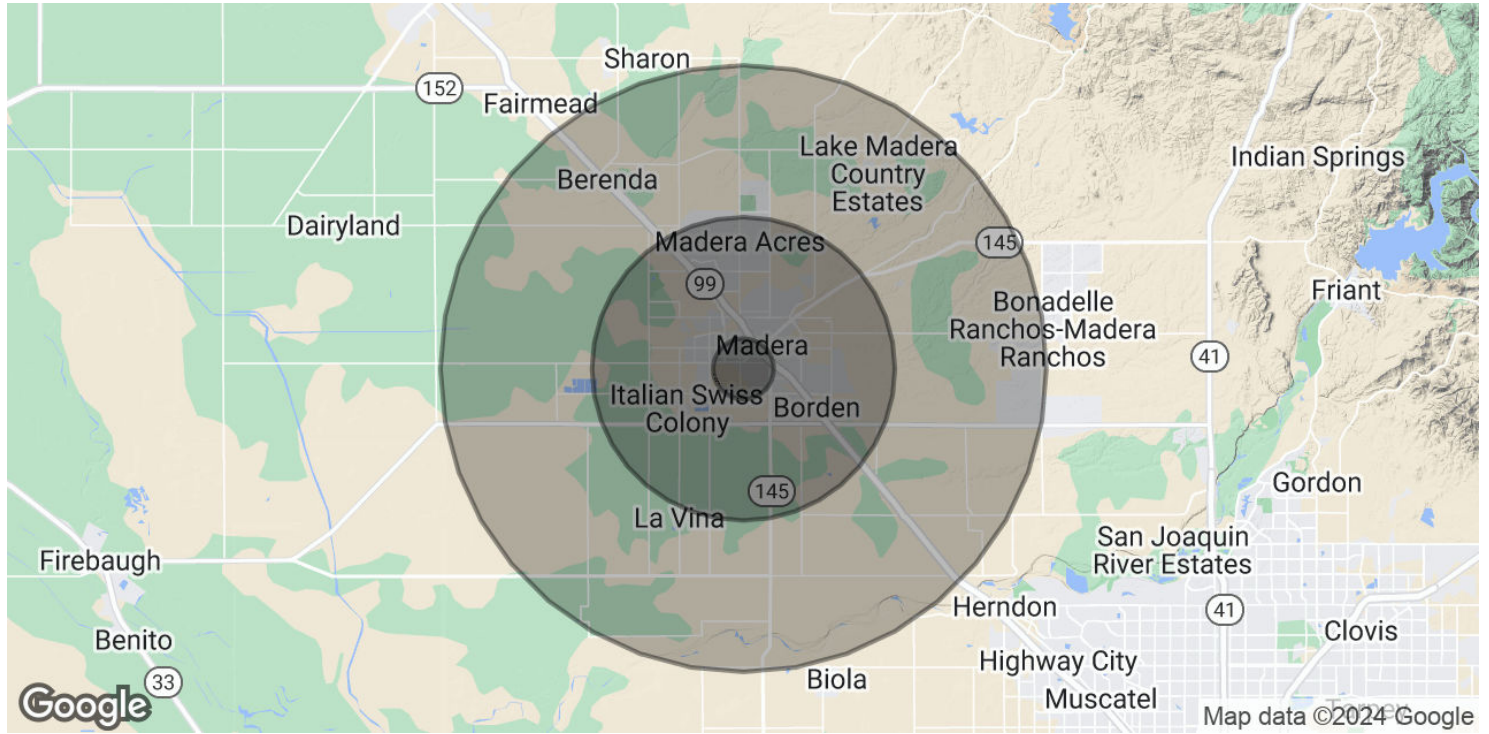 Sharon
152
Fairmead
Lake Madera
Country
Estates
Indian Springs
Berenda
Dairyland
Madera Acres
145
99
Friant
Bonadelle
Ranchos-Madera
Ranchos
Madera
41
Italian Swiss
Colony
Borden
Gordon
145
La Vina
San Joaquin
River Estates
Firebaugh
Herndon
41
Clovis
Benito
Highway City
33
Biola
Muscatel
Google
Tarpey
Map data ©2024 Google